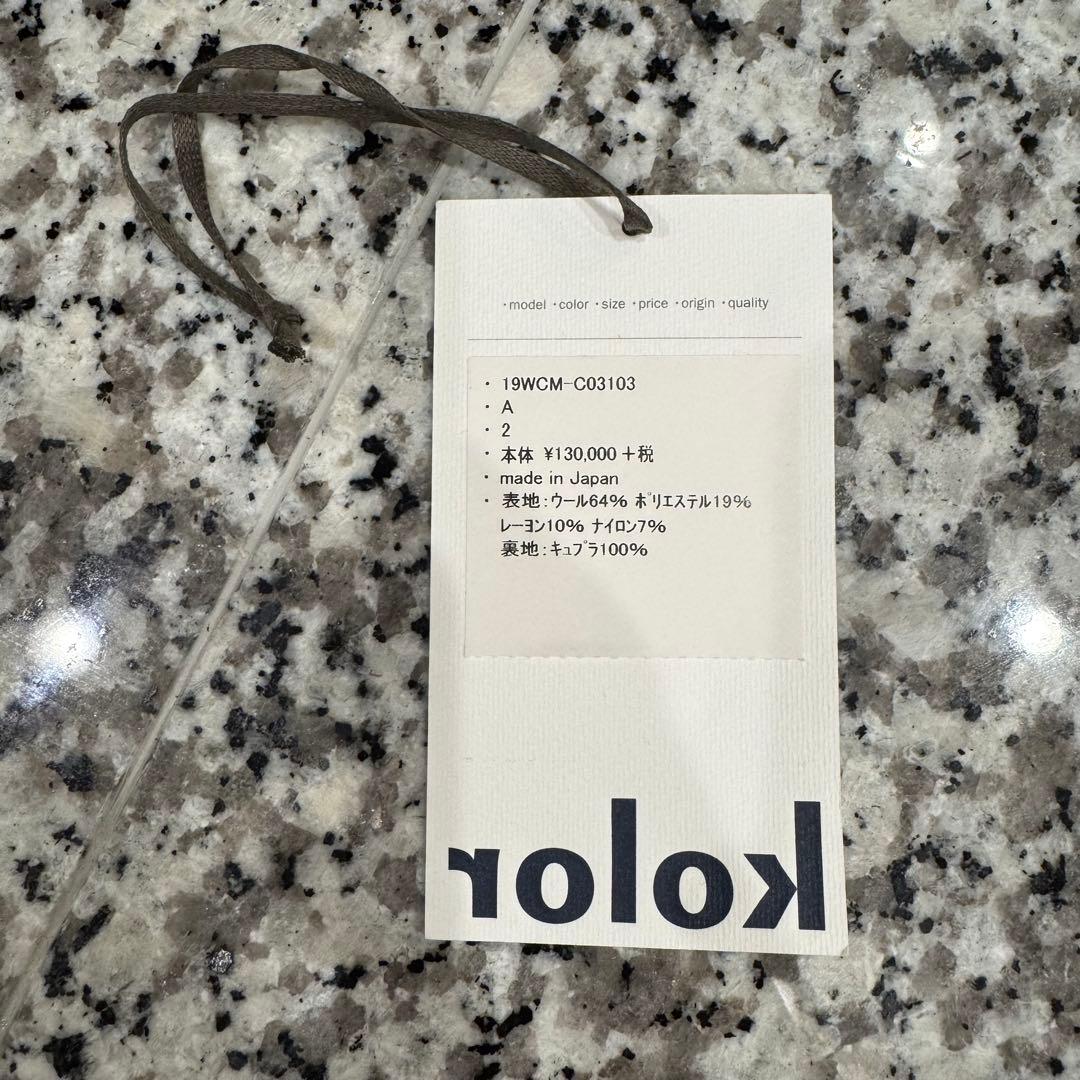 ・model ・color ・size ・price ・origin ・quality
・ 19WCM-C03103
・ A
・ 2
・ 本体 ¥130,000＋税
・ made in Japan
・ 表地：ウール64% ﾎﾟﾘｴｽﾃﾙ19%
ﾚｰﾖﾝ10% ﾅｲﾛﾝ7%
裏地：ｷｭﾌﾟﾗ100%
kolor